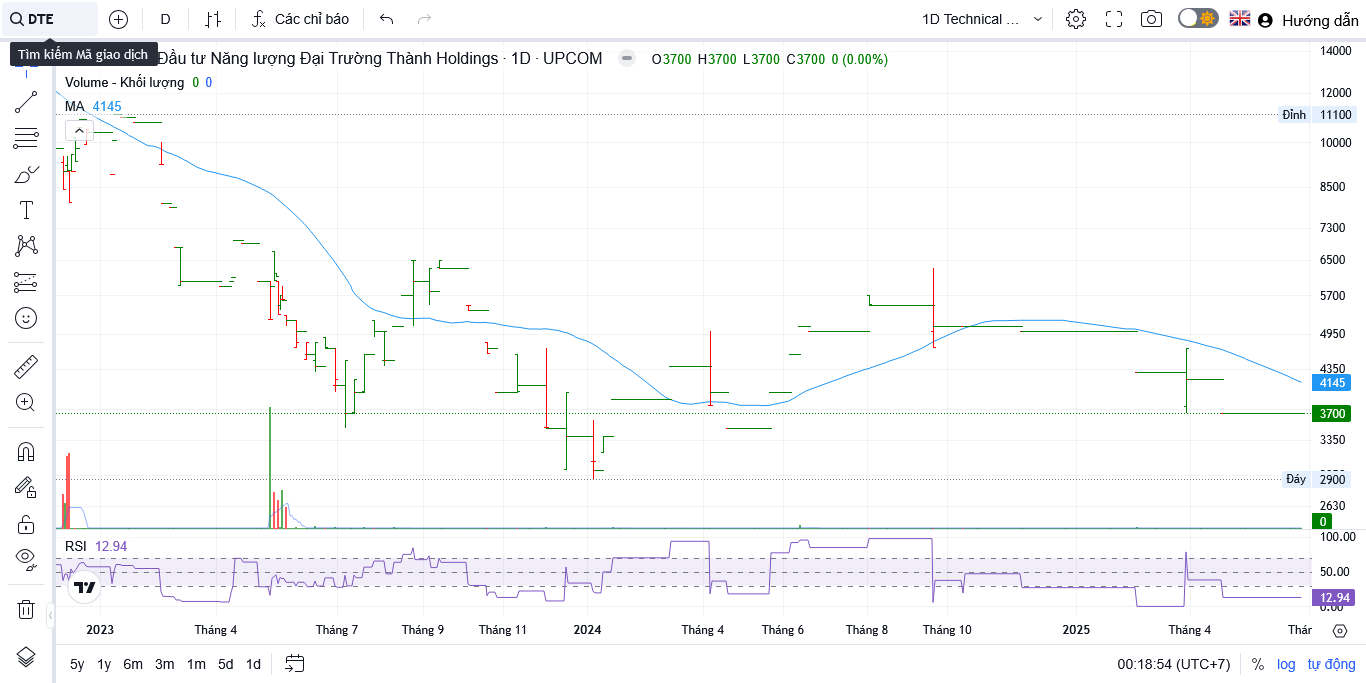 DTE D Các chỉ báo 1D Technical ... Hướng dẫn
Tìm kiếm Mã giao dịch Đầu tư Năng lượng Đại Trường Thành Holdings · 1D · UPCOM O3700 H3700 L3700 C3700 0 (0.00%)
Volume - Khối lượng 0 0
MA 4145
14000
12000
Đỉnh 11100
10000
8500
7300
6500
5700
4950
4350
4145
3700
3350
Đáy 2900
2630
0
RSI 12.94
100.00
50.00
12.94
0.00
2023 Tháng 4 Tháng 7 Tháng 9 Tháng 11 2024 Tháng 4 Tháng 6 Tháng 8 Tháng 10 2025 Tháng 4 Thár
5y 1y 6m 3m 1m 5d 1d 00:18:54 (UTC+7) % log tự động